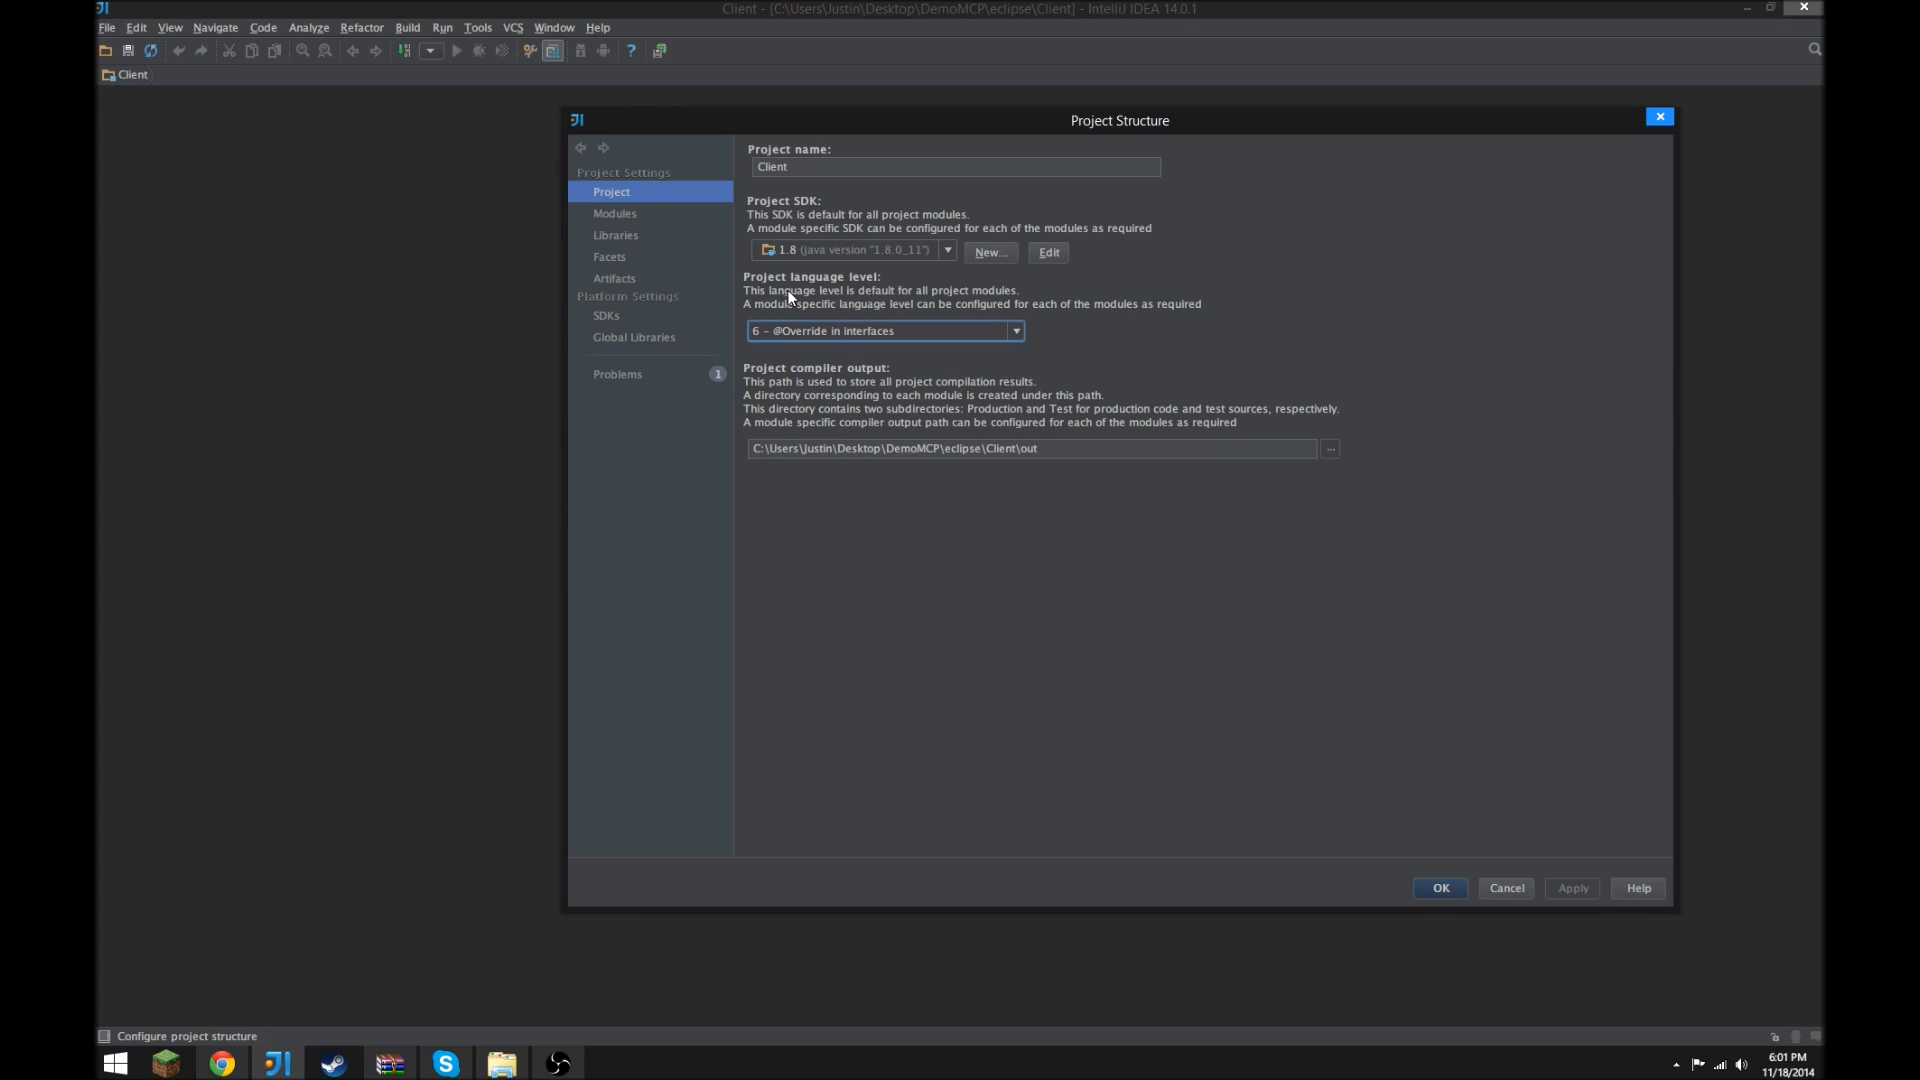 Client - [C:\Users\Justin\Desktop\DemoMCP\eclipse\Client] - IntelliJ IDEA 14.0.1
File Edit View Navigate Code Analyze Refactor Build Run Tools VCS Window Help
Client
Project Structure
Project Settings
Project
Modules
Libraries
Facets
Artifacts
Platform Settings
SDKs
Global Libraries
Problems 1
Project name:
Client
Project SDK:
This SDK is default for all project modules.
A module specific SDK can be configured for each of the modules as required
1.8 (java version "1.8.0_11") New... Edit
Project language level:
This language level is default for all project modules.
A module specific language level can be configured for each of the modules as required
6 - @Override in interfaces
Project compiler output:
This path is used to store all project compilation results.
A directory corresponding to each module is created under this path.
This directory contains two subdirectories: Production and Test for production code and test sources, respectively.
A module specific compiler output path can be configured for each of the modules as required
C:\Users\Justin\Desktop\DemoMCP\eclipse\Client\out ...
OK Cancel Apply Help
Configure project structure
6:01 PM
11/18/2014